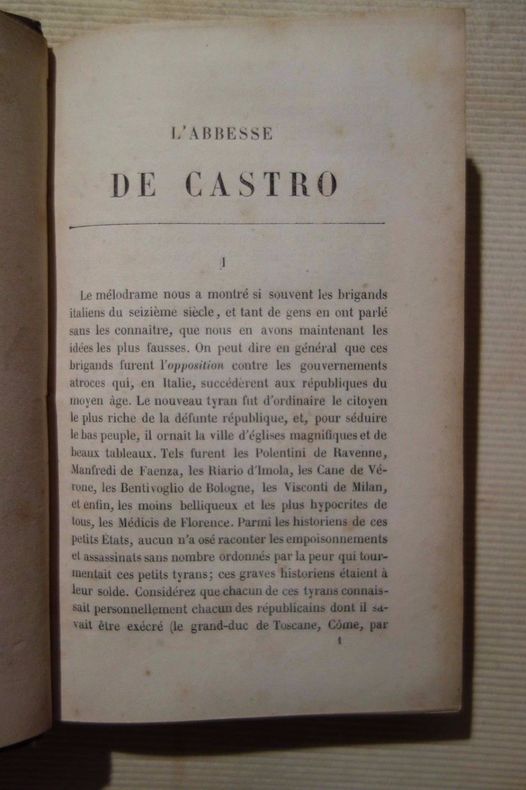 L'ABBESSE
DE CASTRO
I
Le mélodrame nous a montré si souvent les brigands
italiens du seizième siècle, et tant de gens en ont parlé
sans les connaitre, que nous en avons maintenant les
idées les plus fausses. On peut dire en général que ces
brigands furent l'opposition contre les gouvernements
atroces qui, en Italie, succédèrent aux républiques du
moyen âge. Le nouveau tyran fut d'ordinaire le citoyen
le plus riche de la défunte république, et, pour séduire
le bas peuple, il ornait la ville d'églises magnifiques et de
beaux tableaux. Tels furent les Polentini de Ravenne,
Manfredi de Faenza, les Riario d'Imola, les Cane de Vé-
rone, les Bentivoglio de Bologne, les Visconti de Milan,
et enfin, les moins belliqueux et les plus hypocrites de
tous, les Médicis de Florence. Parmi les historiens de ces
petits États, aucun n'a osé raconter les empoisonnements
et assassinats sans nombre ordonnés par la peur qui tour-
mentait ces petits tyrans; ces graves historiens étaient à
leur solde. Considérez que chacun de ces tyrans connais-
sait personnellement chacun des républicains dont il sa-
vait être exécré (le grand-duc de Toscane, Côme, par
1